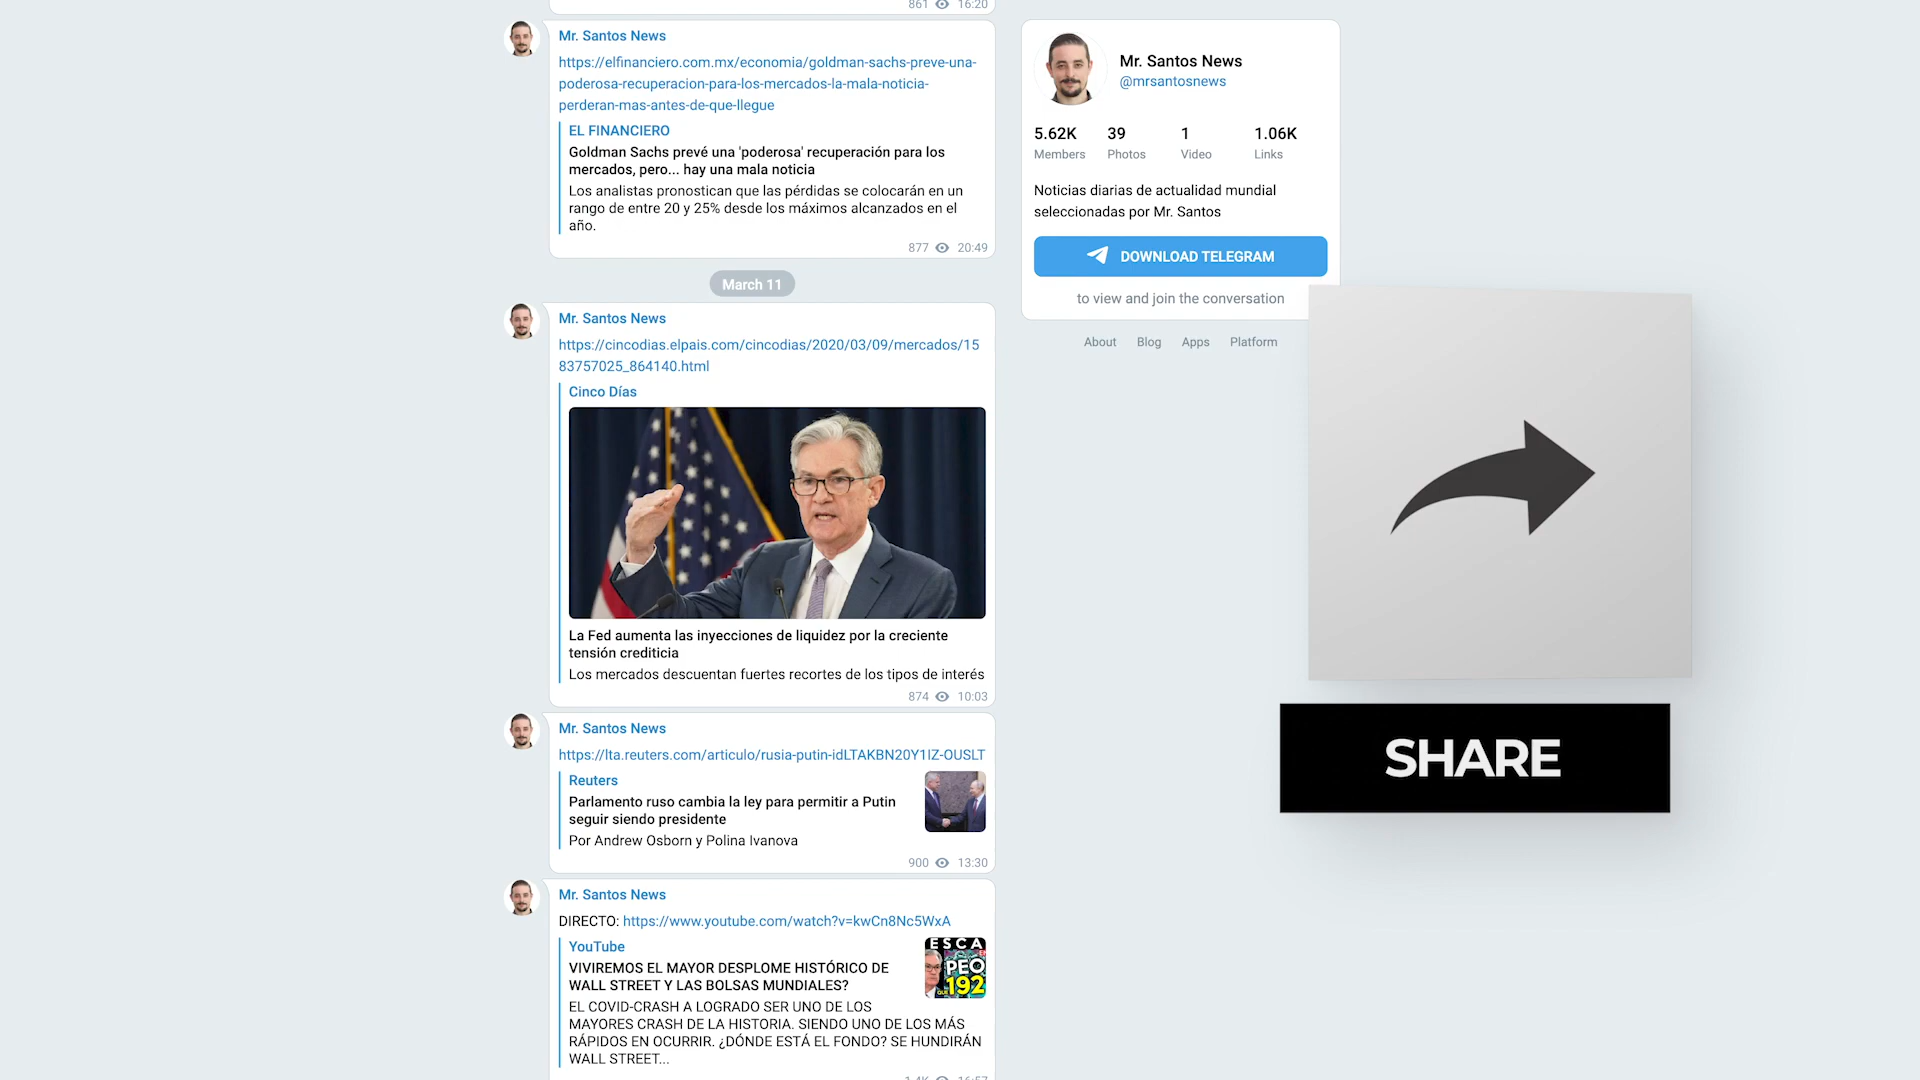 861 16:20
Mr. Santos News
https://elfinanciero.com.mx/economia/goldman-sachs-preve-una-
poderosa-recuperacion-para-los-mercados-la-mala-noticia-
perderan-mas-antes-de-que-llegue
EL FINANCIERO
Goldman Sachs prevé una 'poderosa' recuperación para los
mercados, pero... hay una mala noticia
Los analistas pronostican que las pérdidas se colocarán en un
rango de entre 20 y 25% desde los máximos alcanzados en el
año.
877 20:49
March 11
Mr. Santos News
https://cincodias.elpais.com/cincodias/2020/03/09/mercados/15
83757025_864140.html
Cinco Días
La Fed aumenta las inyecciones de liquidez por la creciente
tensión crediticia
Los mercados descuentan fuertes recortes de los tipos de interés
874 10:03
Mr. Santos News
https://lta.reuters.com/articulo/rusia-putin-idLTAKBN20Y1IZ-OUSLT
Reuters
Parlamento ruso cambia la ley para permitir a Putin
seguir siendo presidente
Por Andrew Osborn y Polina Ivanova
900 13:30
Mr. Santos News
DIRECTO: https://www.youtube.com/watch?v=kwCn8Nc5WxA
YouTube
VIVIREMOS EL MAYOR DESPLOME HISTÓRICO DE
WALL STREET Y LAS BOLSAS MUNDIALES?
EL COVID-CRASH A LOGRADO SER UNO DE LOS
MAYORES CRASH DE LA HISTORIA. SIENDO UNO DE LOS MÁS
RÁPIDOS EN OCURRIR. ¿DÓNDE ESTÁ EL FONDO? SE HUNDIRÁN
WALL STREET...
ESCA
PEO
QUE 192
Mr. Santos News
@mrsantosnews
5.62K 39 1 1.06K
Members Photos Video Links
Noticias diarias de actualidad mundial
seleccionadas por Mr. Santos
DOWNLOAD TELEGRAM
to view and join the conversation
About Blog Apps Platform
SHARE